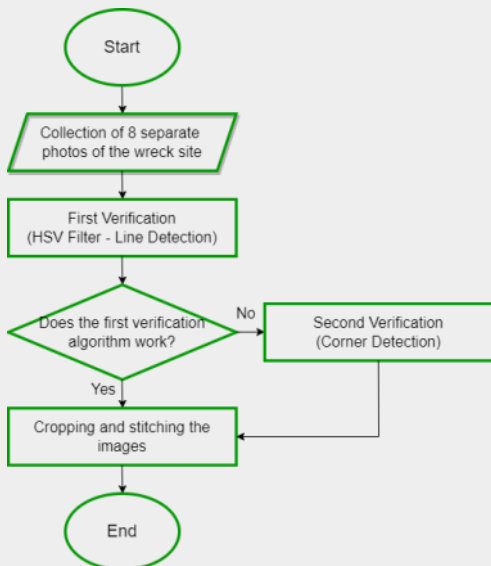 Start
Collection of 8 separate
photos of the wreck site
First Verification
(HSV Filter - Line Detection)
Does the first verification
algorithm work?
No
Second Verification
(Corner Detection)
Yes
Cropping and stitching the
images
End